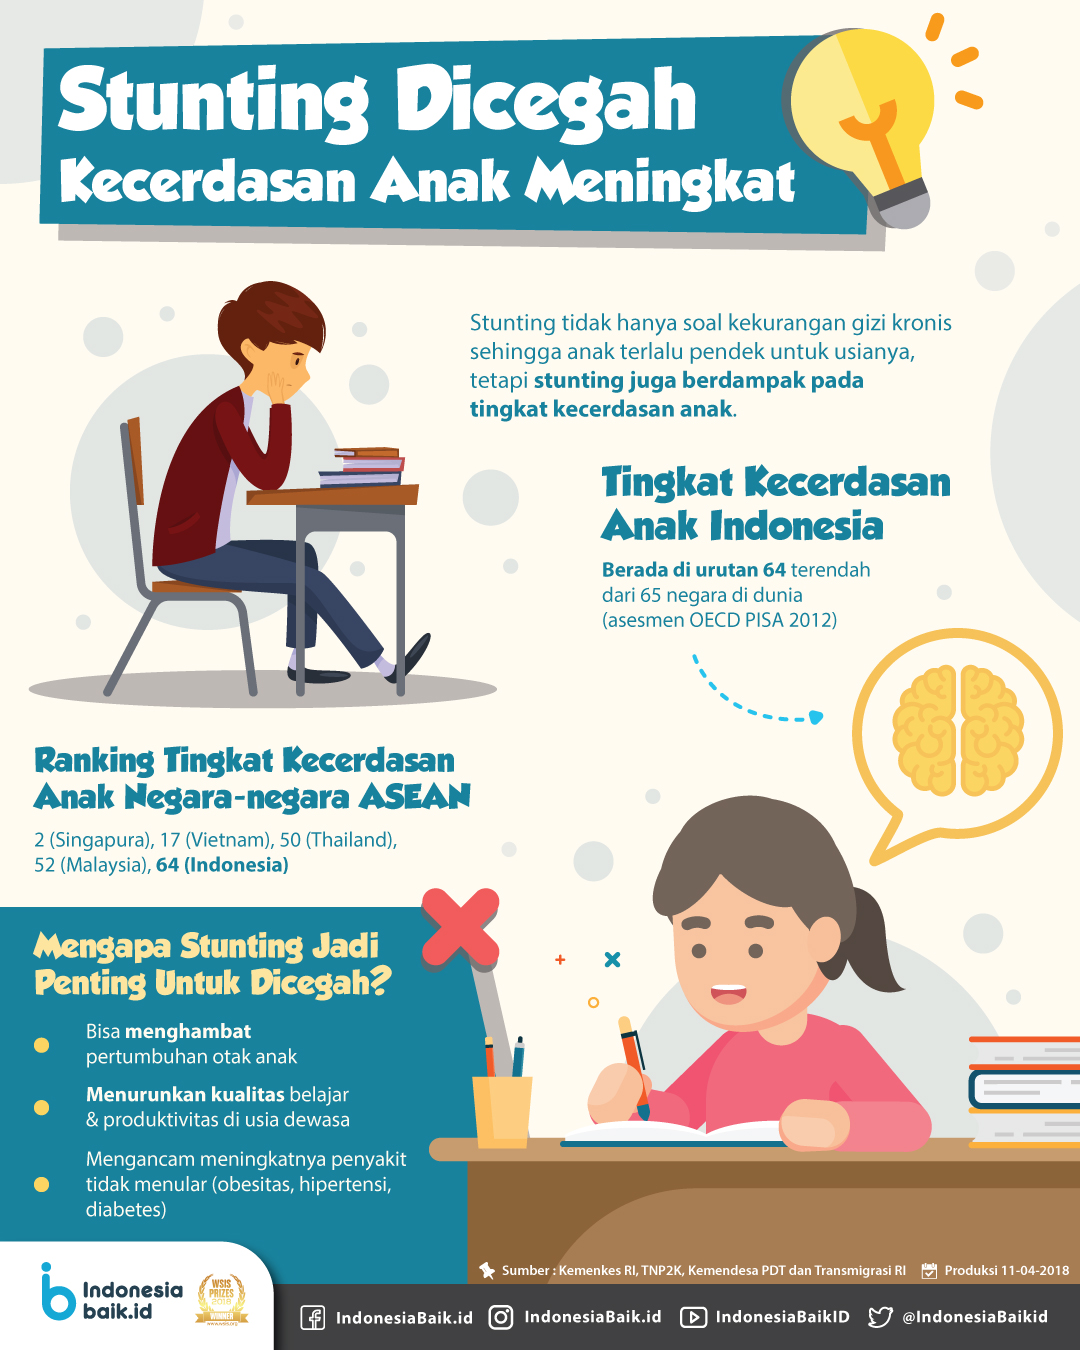 Stunting Dicegah
Kecerdasan Anak Meningkat
Stunting tidak hanya soal kekurangan gizi kronis
sehingga anak terlalu pendek untuk usianya,
tetapi stunting juga berdampak pada
tingkat kecerdasan anak.
Tingkat Kecerdasan
Anak Indonesia
Berada di urutan 64 terendah
dari 65 negara di dunia
(asesmen OECD PISA 2012)
Ranking Tingkat Kecerdasan
Anak Negara-negara ASEAN
2 (Singapura), 17 (Vietnam), 50 (Thailand),
52 (Malaysia), 64 (Indonesia)
Mengapa Stunting Jadi
Penting Untuk Dicegah?
Bisa menghambat
pertumbuhan otak anak
Menurunkan kualitas belajar
& produktivitas di usia dewasa
Mengancam meningkatnya penyakit
tidak menular (obesitas, hipertensi,
diabetes)
Sumber : Kemenkes RI, TNP2K, Kemendesa PDT dan Transmigrasi RI
Produksi 11-04-2018
Indonesia
baik.id
WSIS
PRIZES
2018
WINNER
www.wsis.org
IndonesiaBaik.id
IndonesiaBaik.id
IndonesiaBaikID
@IndonesiaBaikid